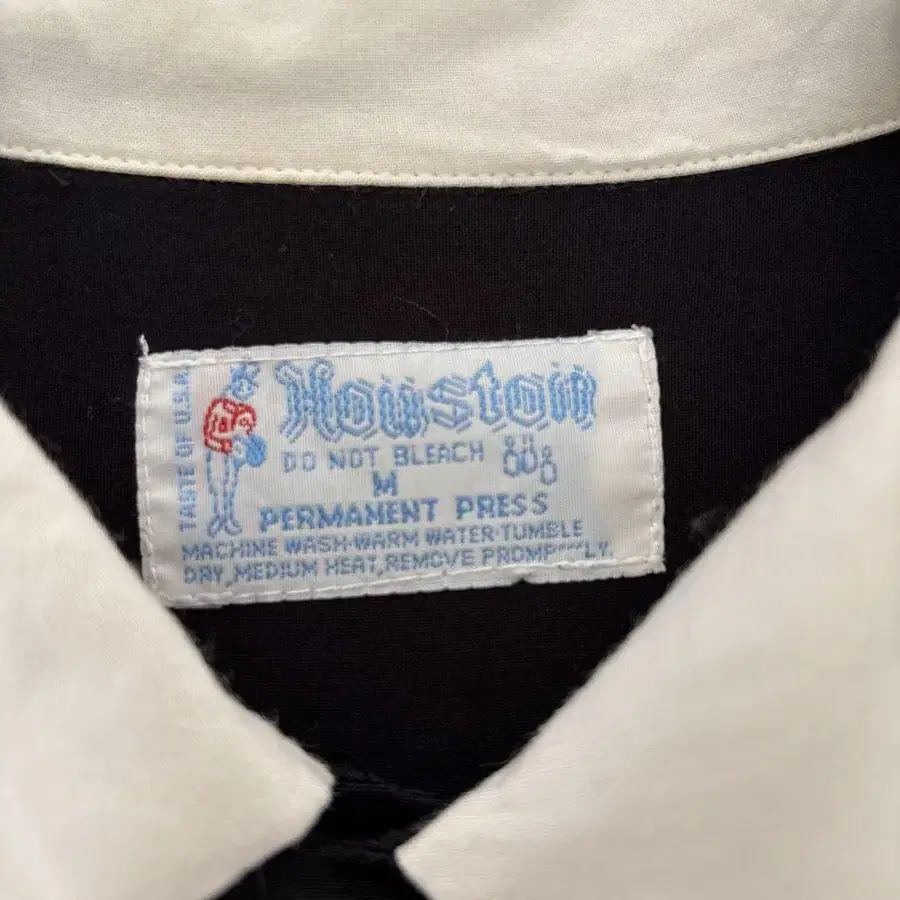 TASTE OF U.S.A
Houston
DO NOT BLEACH
M
PERMANENT PRESS
MACHINE WASH·WARM WATER·TUMBLE
DRY, MEDIUM HEAT, REMOVE PROMPTLY.